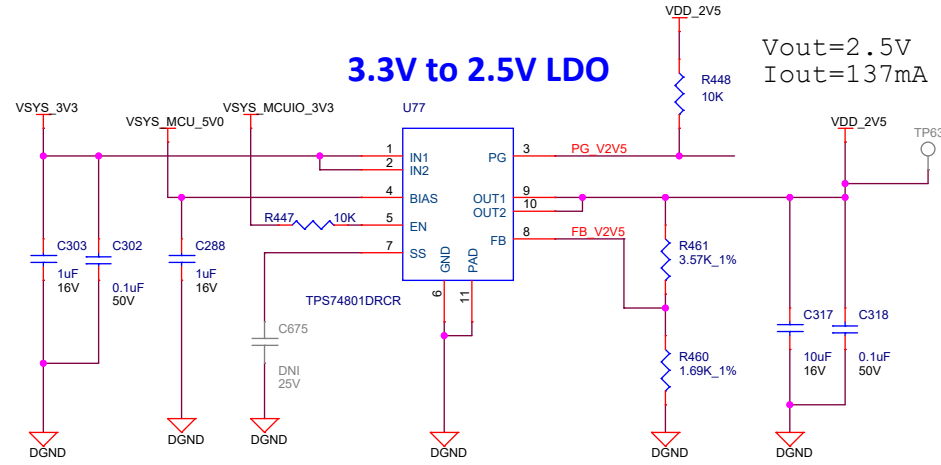 VDD_2V5
Vout=2.5V
Iout=137mA
3.3V to 2.5V LDO
R448
10K
VSYS_3V3
VSYS_MCUIO_3V3
U77
VSYS_MCU_5V0
VDD_2V5
TP63
1
IN1
PG
3
PG_V2V5
2
IN2
4
BIAS
OUT1
9
OUT2
10
R447
10K
5
EN
FB
8
FB_V2V5
7
SS
GND
PAD
6
11
C303
1uF
16V
C302
0.1uF
50V
C288
1uF
16V
R461
3.57K_1%
TPS74801DRCR
C675
DNI
25V
R460
1.69K_1%
C317
10uF
16V
C318
0.1uF
50V
DGND
DGND
DGND
DGND
DGND
DGND